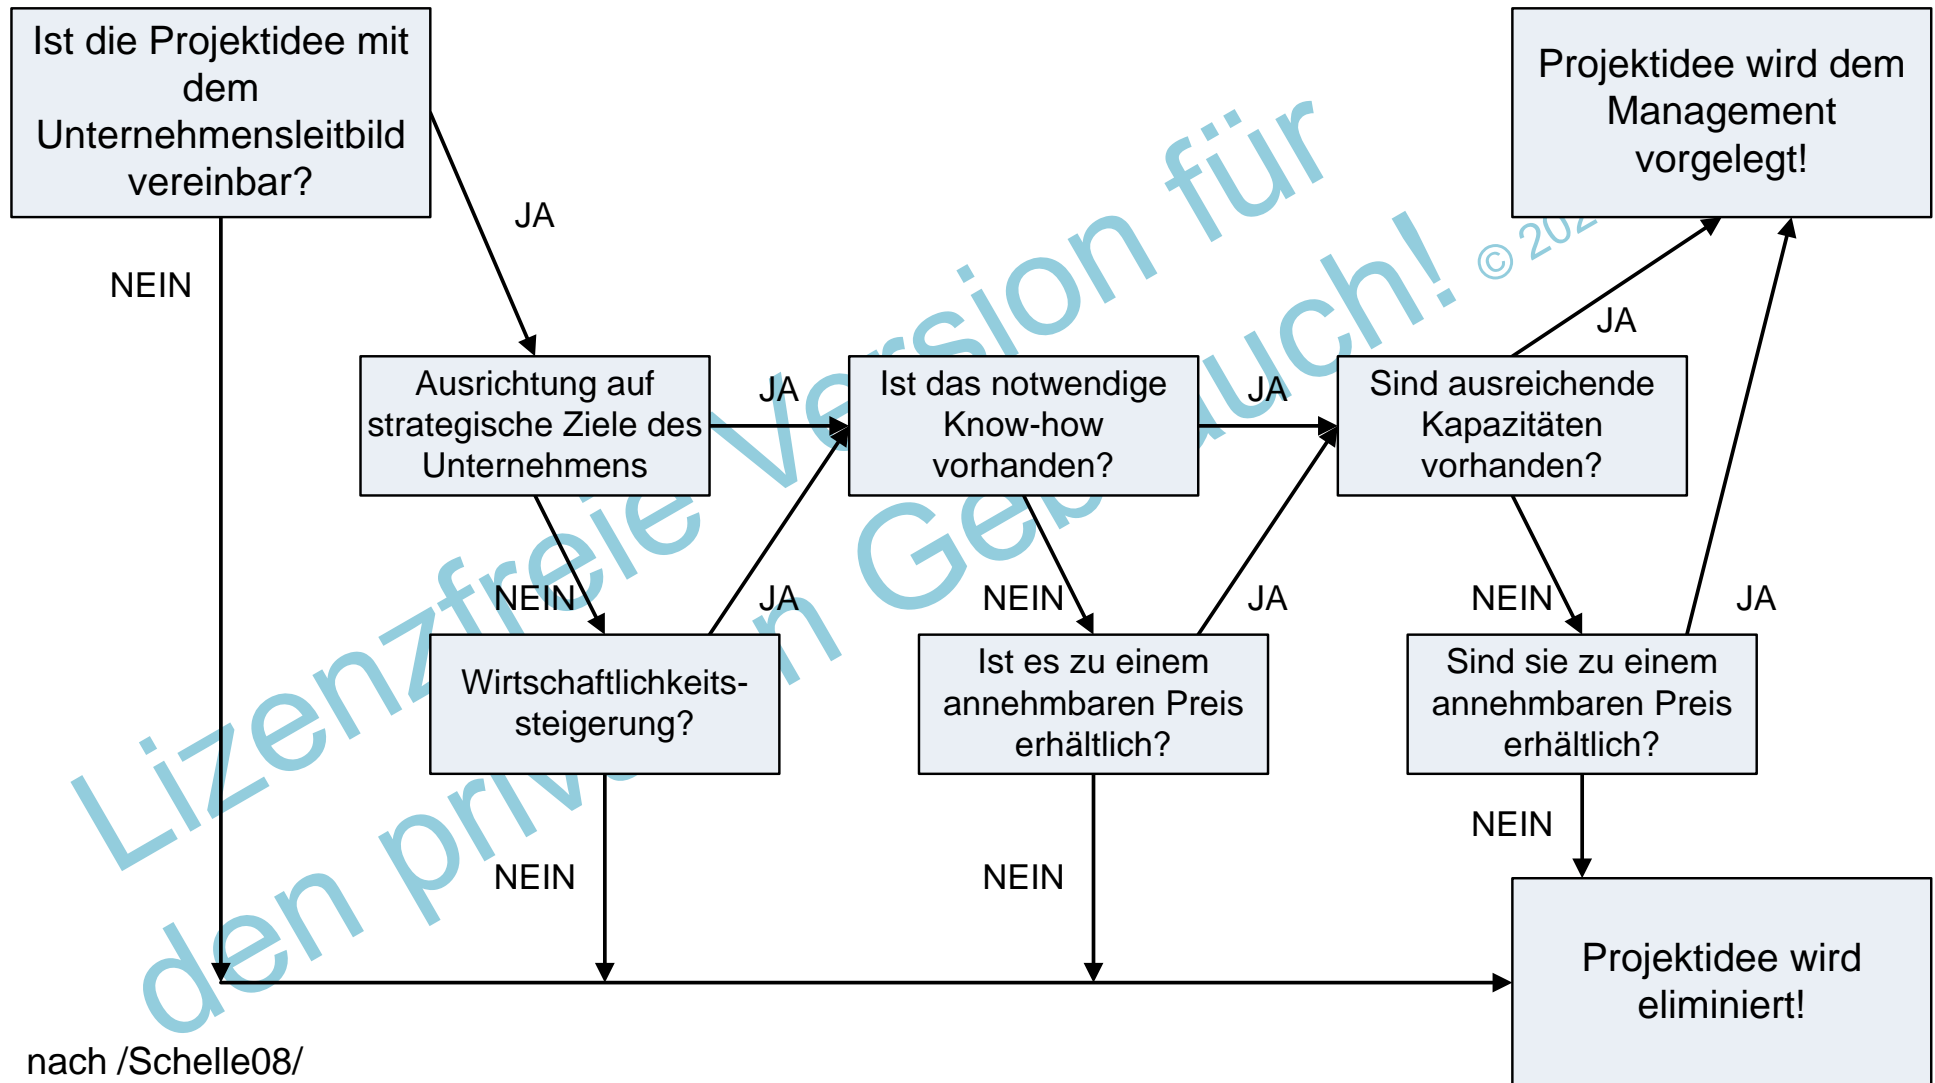 Ist die Projektidee mit
dem
Unternehmensleitbild
vereinbar?
Projektidee wird dem
Management
vorgelegt!
JA
NEIN
JA
Ausrichtung auf
strategische Ziele des
Unternehmens
JA
Ist das notwendige
Know-how
vorhanden?
JA
Sind ausreichende
Kapazitäten
vorhanden?
NEIN
JA
NEIN
JA
NEIN
JA
Wirtschaftlichkeits-
steigerung?
Ist es zu einem
annehmbaren Preis
erhältlich?
Sind sie zu einem
annehmbaren Preis
erhältlich?
NEIN
NEIN
NEIN
Projektidee wird
eliminiert!
nach /Schelle08/
Lizenzfreie Version für
den
©